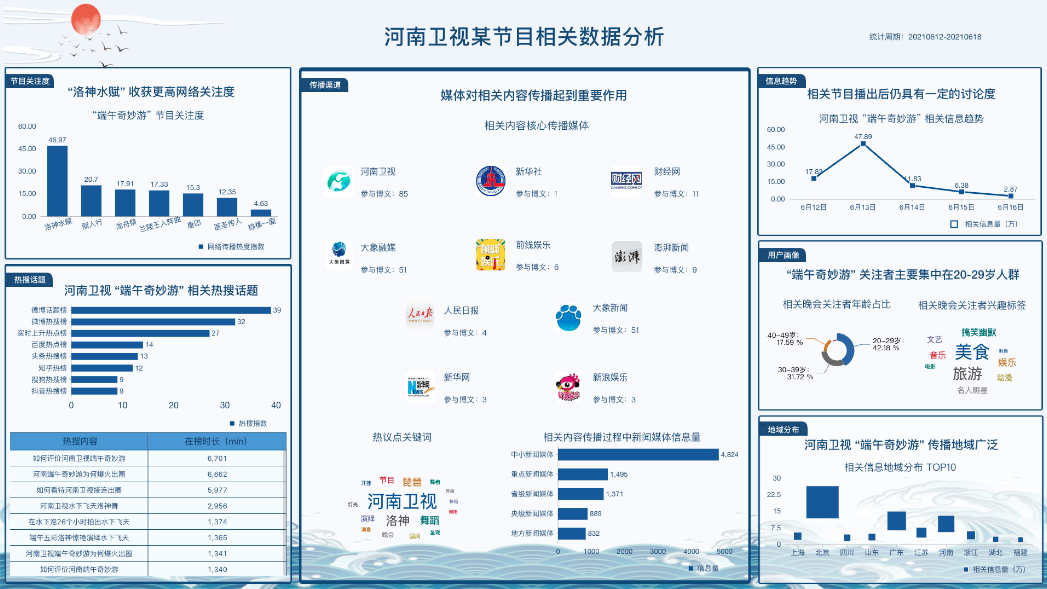 河南卫视某节目相关数据分析
统计周期：20210612-20210618
节目关注度
“洛神水赋” 收获更高网络关注度
“端午奇妙游” 节目关注度
60.00
45.00
30.00
15.00
0.00
46.97
20.7
17.91
17.33
15.3
12.35
4.63
洛神水赋
丽人行
龙舟祭
兰陵王入阵曲
唐印
医圣传人
网络传播热度指数
热搜话题
河南卫视 “端午奇妙游” 相关热搜话题
微博话题榜 39
微博热搜榜 32
实时上升热点榜 27
百度热点榜 14
头条热搜榜 13
知乎热榜 12
搜狗热搜榜 9
抖音热搜榜 9
0 10 20 30 40
热搜指数
热搜内容 在榜时长（min）
如何评价河南卫视端午奇妙游 6,701
河南端午奇妙游为何爆火出圈 6,662
如何看待河南卫视接连出圈 5,977
河南卫视水下飞天洛神舞 2,956
在水下泡26个小时拍出水下飞天 1,374
端午五彩洛神惊艳演绎水下飞天 1,365
河南卫视端午奇妙游为何爆火出圈 1,341
如何评价河南端午奇妙游 1,340
传播渠道
媒体对相关内容传播起到重要作用
相关内容核心传播媒体
河南卫视
参与博文：85
新华社
参与博文：1
财经网
参与博文：11
大象融媒
参与博文：51
前线娱乐
参与博文：6
澎湃新闻
参与博文：9
人民日报
参与博文：4
大象新闻
参与博文：51
新华网
参与博文：3
新浪娱乐
参与博文：3
热议点关键词
节目 琵琶
河南卫视
灯光
演绎 洛神 舞蹈
晚会
相关内容传播过程中新闻媒体信息量
中小新闻媒体 4,824
重点新闻媒体 1,495
省级新闻媒体 1,371
央级新闻媒体 889
地方新闻媒体 832
0 1000 2000 3000 4000 5000
信息量
信息趋势
相关节目播出后仍具有一定的讨论度
河南卫视 “端午奇妙游” 相关信息趋势
60.00
45.00
30.00
15.00
0.00
17.83
47.89
11.83
6.38
2.87
6月12日 6月13日 6月14日 6月15日 6月16日
相关信息量（万）
用户画像
“端午奇妙游” 关注者主要集中在20-29岁人群
相关晚会关注者年龄占比
40-49岁：
17.59 %
20-29岁：
42.18 %
30-39岁：
31.72 %
相关晚会关注者兴趣标签
搞笑幽默
文艺
音乐 美食
娱乐
电影
旅游 动漫
名人明星
地域分布
河南卫视 “端午奇妙游” 传播地域广泛
相关信息地域分布 TOP10
30
22.5
15
7.5
0
上海 北京 四川 山东 广东 江苏 河南 浙江 湖北 福建
相关信息量（万）